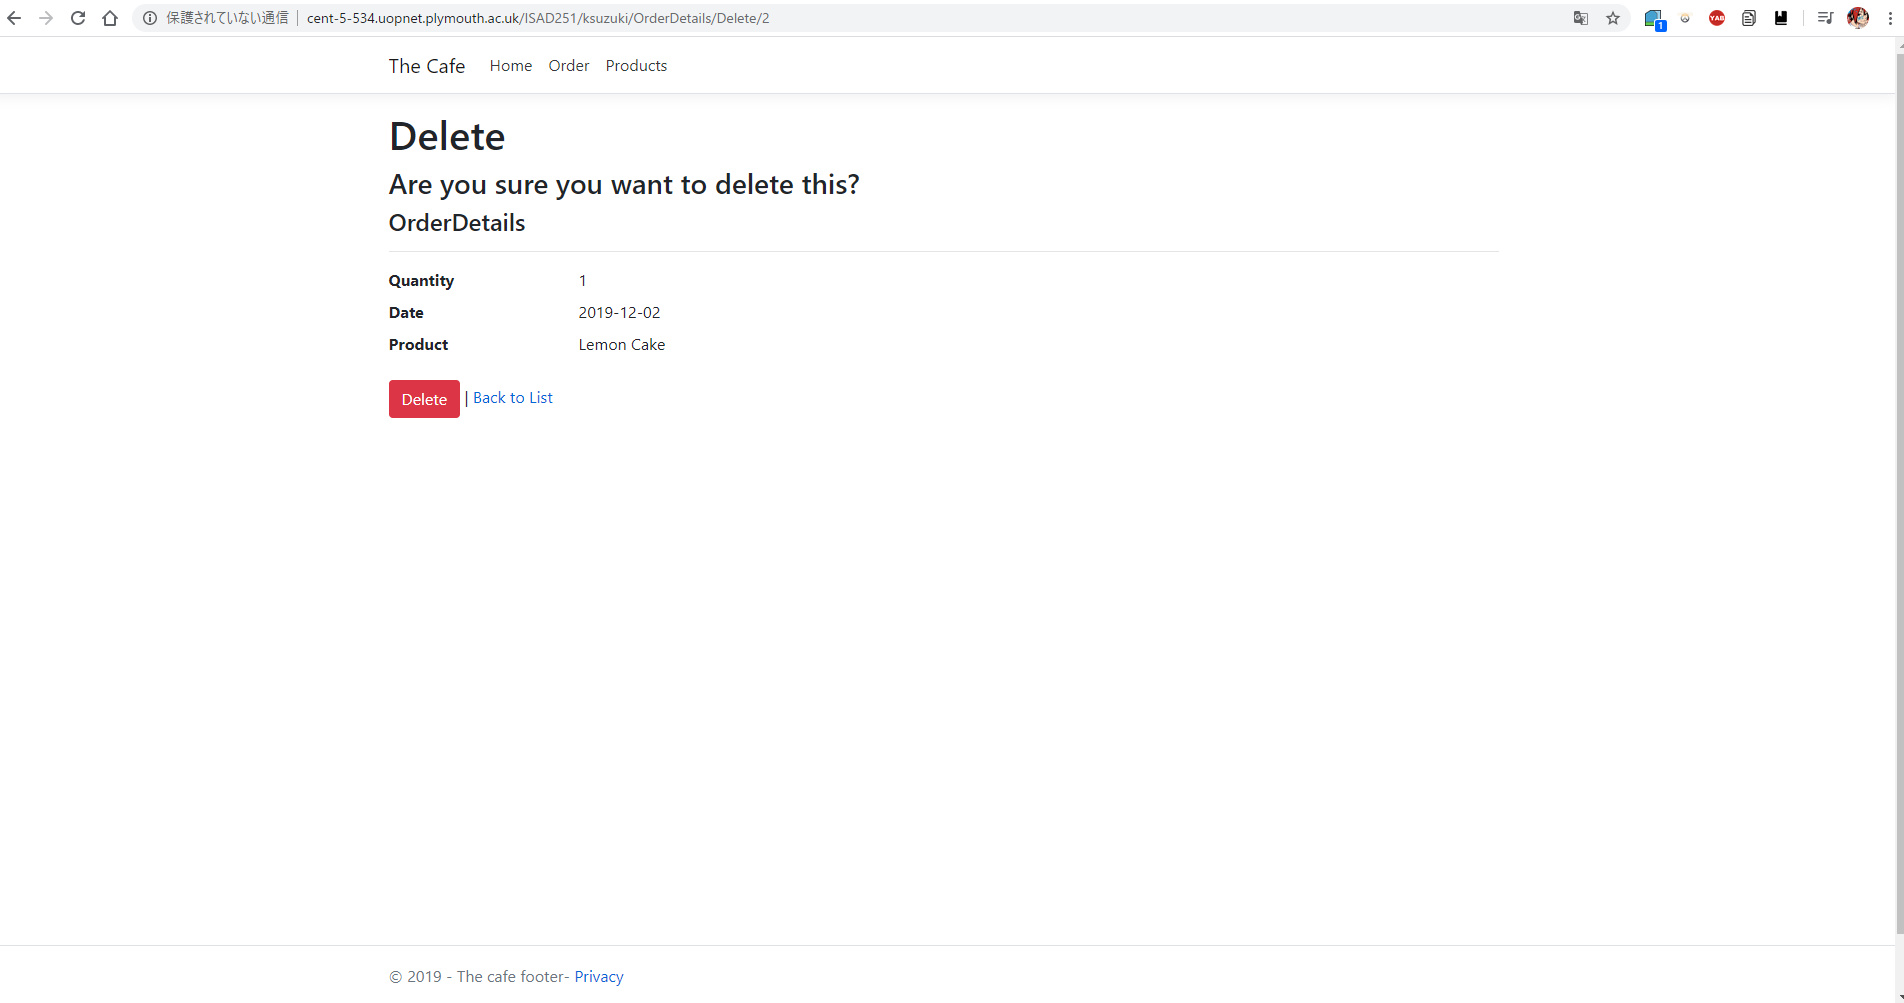 保護されていない通信 | cent-5-534.uopnet.plymouth.ac.uk/ISAD251/ksuzuki/OrderDetails/Delete/2
1
YAB
The Cafe Home Order Products
Delete
Are you sure you want to delete this?
OrderDetails
Quantity 1
Date 2019-12-02
Product Lemon Cake
Delete | Back to List
© 2019 - The cafe footer- Privacy